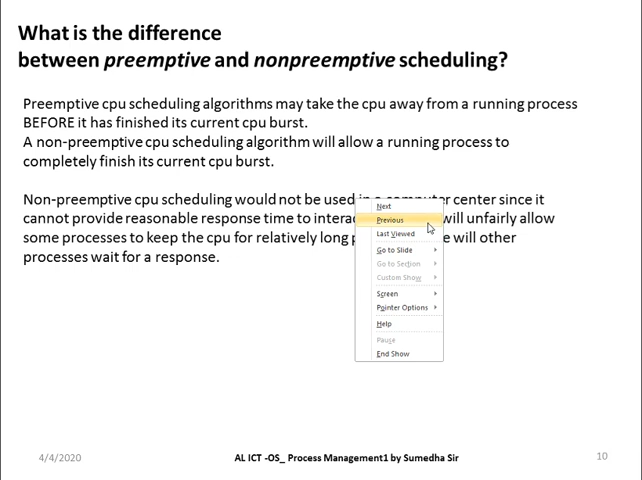 What is the difference
between preemptive and nonpreemptive scheduling?
Preemptive cpu scheduling algorithms may take the cpu away from a running process
BEFORE it has finished its current cpu burst.
A non-preemptive cpu scheduling algorithm will allow a running process to
completely finish its current cpu burst.
Non-preemptive cpu scheduling would not be used in a computer center since it
cannot provide reasonable response time to will unfairly allow
some processes to keep the cpu for relatively long will other
processes wait for a response.
Next
Previous
Last Viewed
Go to Slide
Go to Section
Custom Show
Screen
Pointer Options
Help
Pause
End Show
4/4/2020
AL ICT -OS_ Process Management1 by Sumedha Sir
10